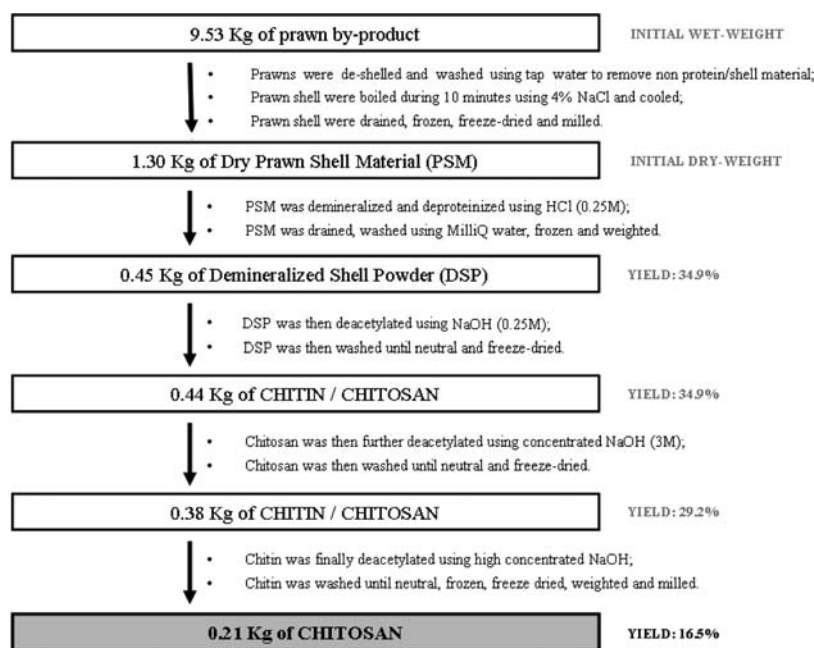 9.53 Kg of prawn by-product
INITIAL WET-WEIGHT
• Prawns were de-shelled and washed using tap water to remove non protein/shell material;
• Prawn shell were boiled during 10 minutes using 4% NaCl and cooled;
• Prawn shell were drained, frozen, freeze-dried and milled.
1.30 Kg of Dry Prawn Shell Material (PSM)
INITIAL DRY-WEIGHT
• PSM was demineralized and deproteinized using HCl (0.25M);
• PSM was drained, washed using MilliQ water, frozen and weighted.
0.45 Kg of Demineralized Shell Powder (DSP)
YIELD: 34.9%
• DSP was then deacetylated using NaOH (0.25M);
• DSP was then washed until neutral and freeze-dried.
0.44 Kg of CHITIN / CHITOSAN
YIELD: 34.9%
• Chitosan was then further deacetylated using concentrated NaOH (3M);
• Chitosan was then washed until neutral and freeze-dried.
0.38 Kg of CHITIN / CHITOSAN
YIELD: 29.2%
• Chitin was finally deacetylated using high concentrated NaOH;
• Chitin was washed until neutral, frozen, freeze dried, weighted and milled.
0.21 Kg of CHITOSAN
YIELD: 16.5%